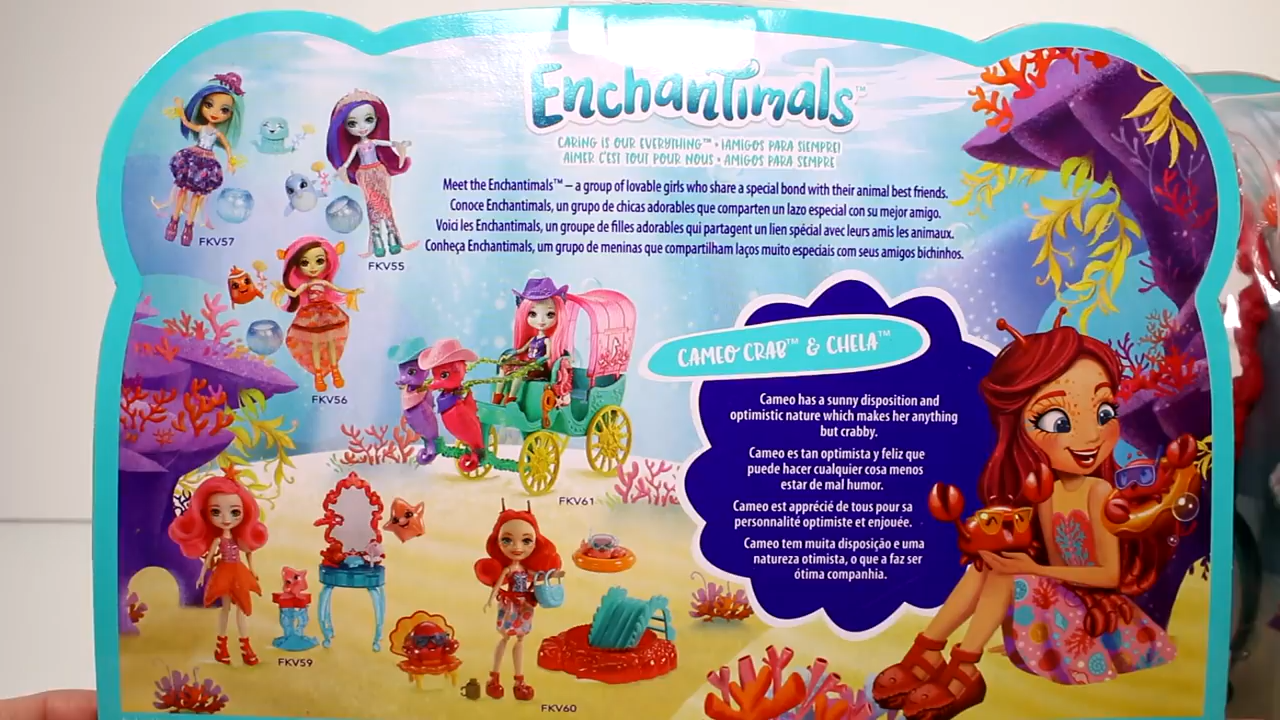 Enchantimals™
CARING IS OUR EVERYTHING™ • ¡AMIGOS PARA SIEMPRE!
AIMER C'EST TOUT POUR NOUS • AMIGOS PARA SEMPRE
Meet the Enchantimals™ – a group of lovable girls who share a special bond with their animal best friends.
Conoce Enchantimals, un grupo de chicas adorables que comparten un lazo especial con su mejor amigo.
Voici les Enchantimals, un groupe de filles adorables qui partagent un lien spécial avec leurs amis les animaux.
Conheça Enchantimals, um grupo de meninas que compartilham laços muito especiais com seus amigos bichinhos.
FKV57
FKV55
FKV56
FKV61
FKV59
FKV60
CAMEO CRAB™ & CHELA™
Cameo has a sunny disposition and
optimistic nature which makes her anything
but crabby.
Cameo es tan optimista y feliz que
puede hacer cualquier cosa menos
estar de mal humor.
Cameo est apprécié de tous pour sa
personnalité optimiste et enjouée.
Cameo tem muita disposição e uma
natureza otimista, o que a faz ser
ótima companhia.